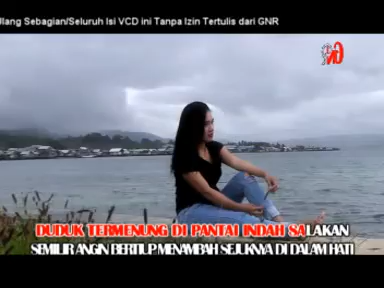 Ulang Sebagian/Seluruh Isi VCD ini Tanpa Izin Tertulis dari GNR
DUDUK TERMENUNG DI PANTAI INDAH SALAKAN
SEMILIR ANGIN BERTIUP MENAMBAH SEJUKNYA DI DALAM HATI